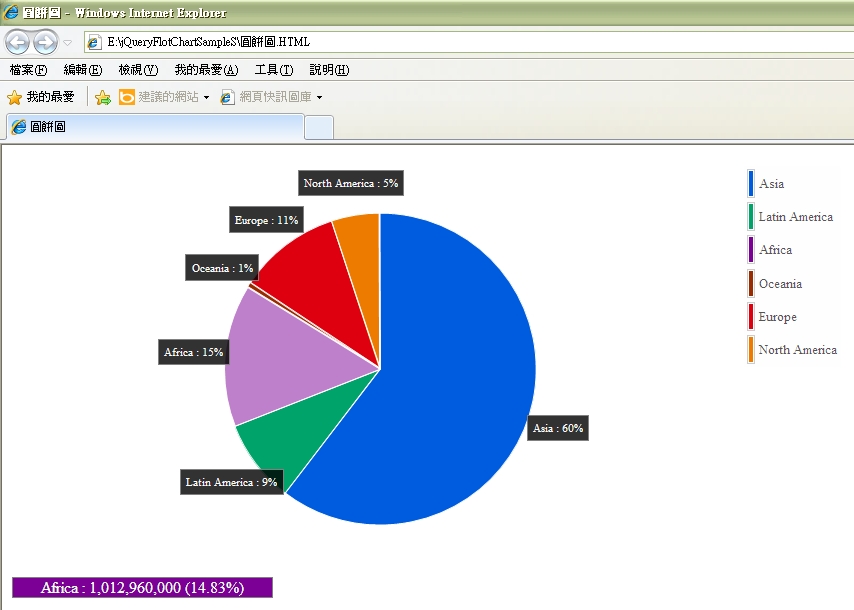 圓餅圖 - Windows Internet Explorer
E:\jQueryFlotChartSampleS\圓餅圖.HTML
檔案(F) 編輯(E) 檢視(V) 我的最愛(A) 工具(T) 說明(H)
我的最愛 建議的網站 網頁快訊圖庫
圓餅圖
North America : 5%
Europe : 11%
Oceania : 1%
Africa : 15%
Asia : 60%
Latin America : 9%
Asia
Latin America
Africa
Oceania
Europe
North America
Africa : 1,012,960,000 (14.83%)